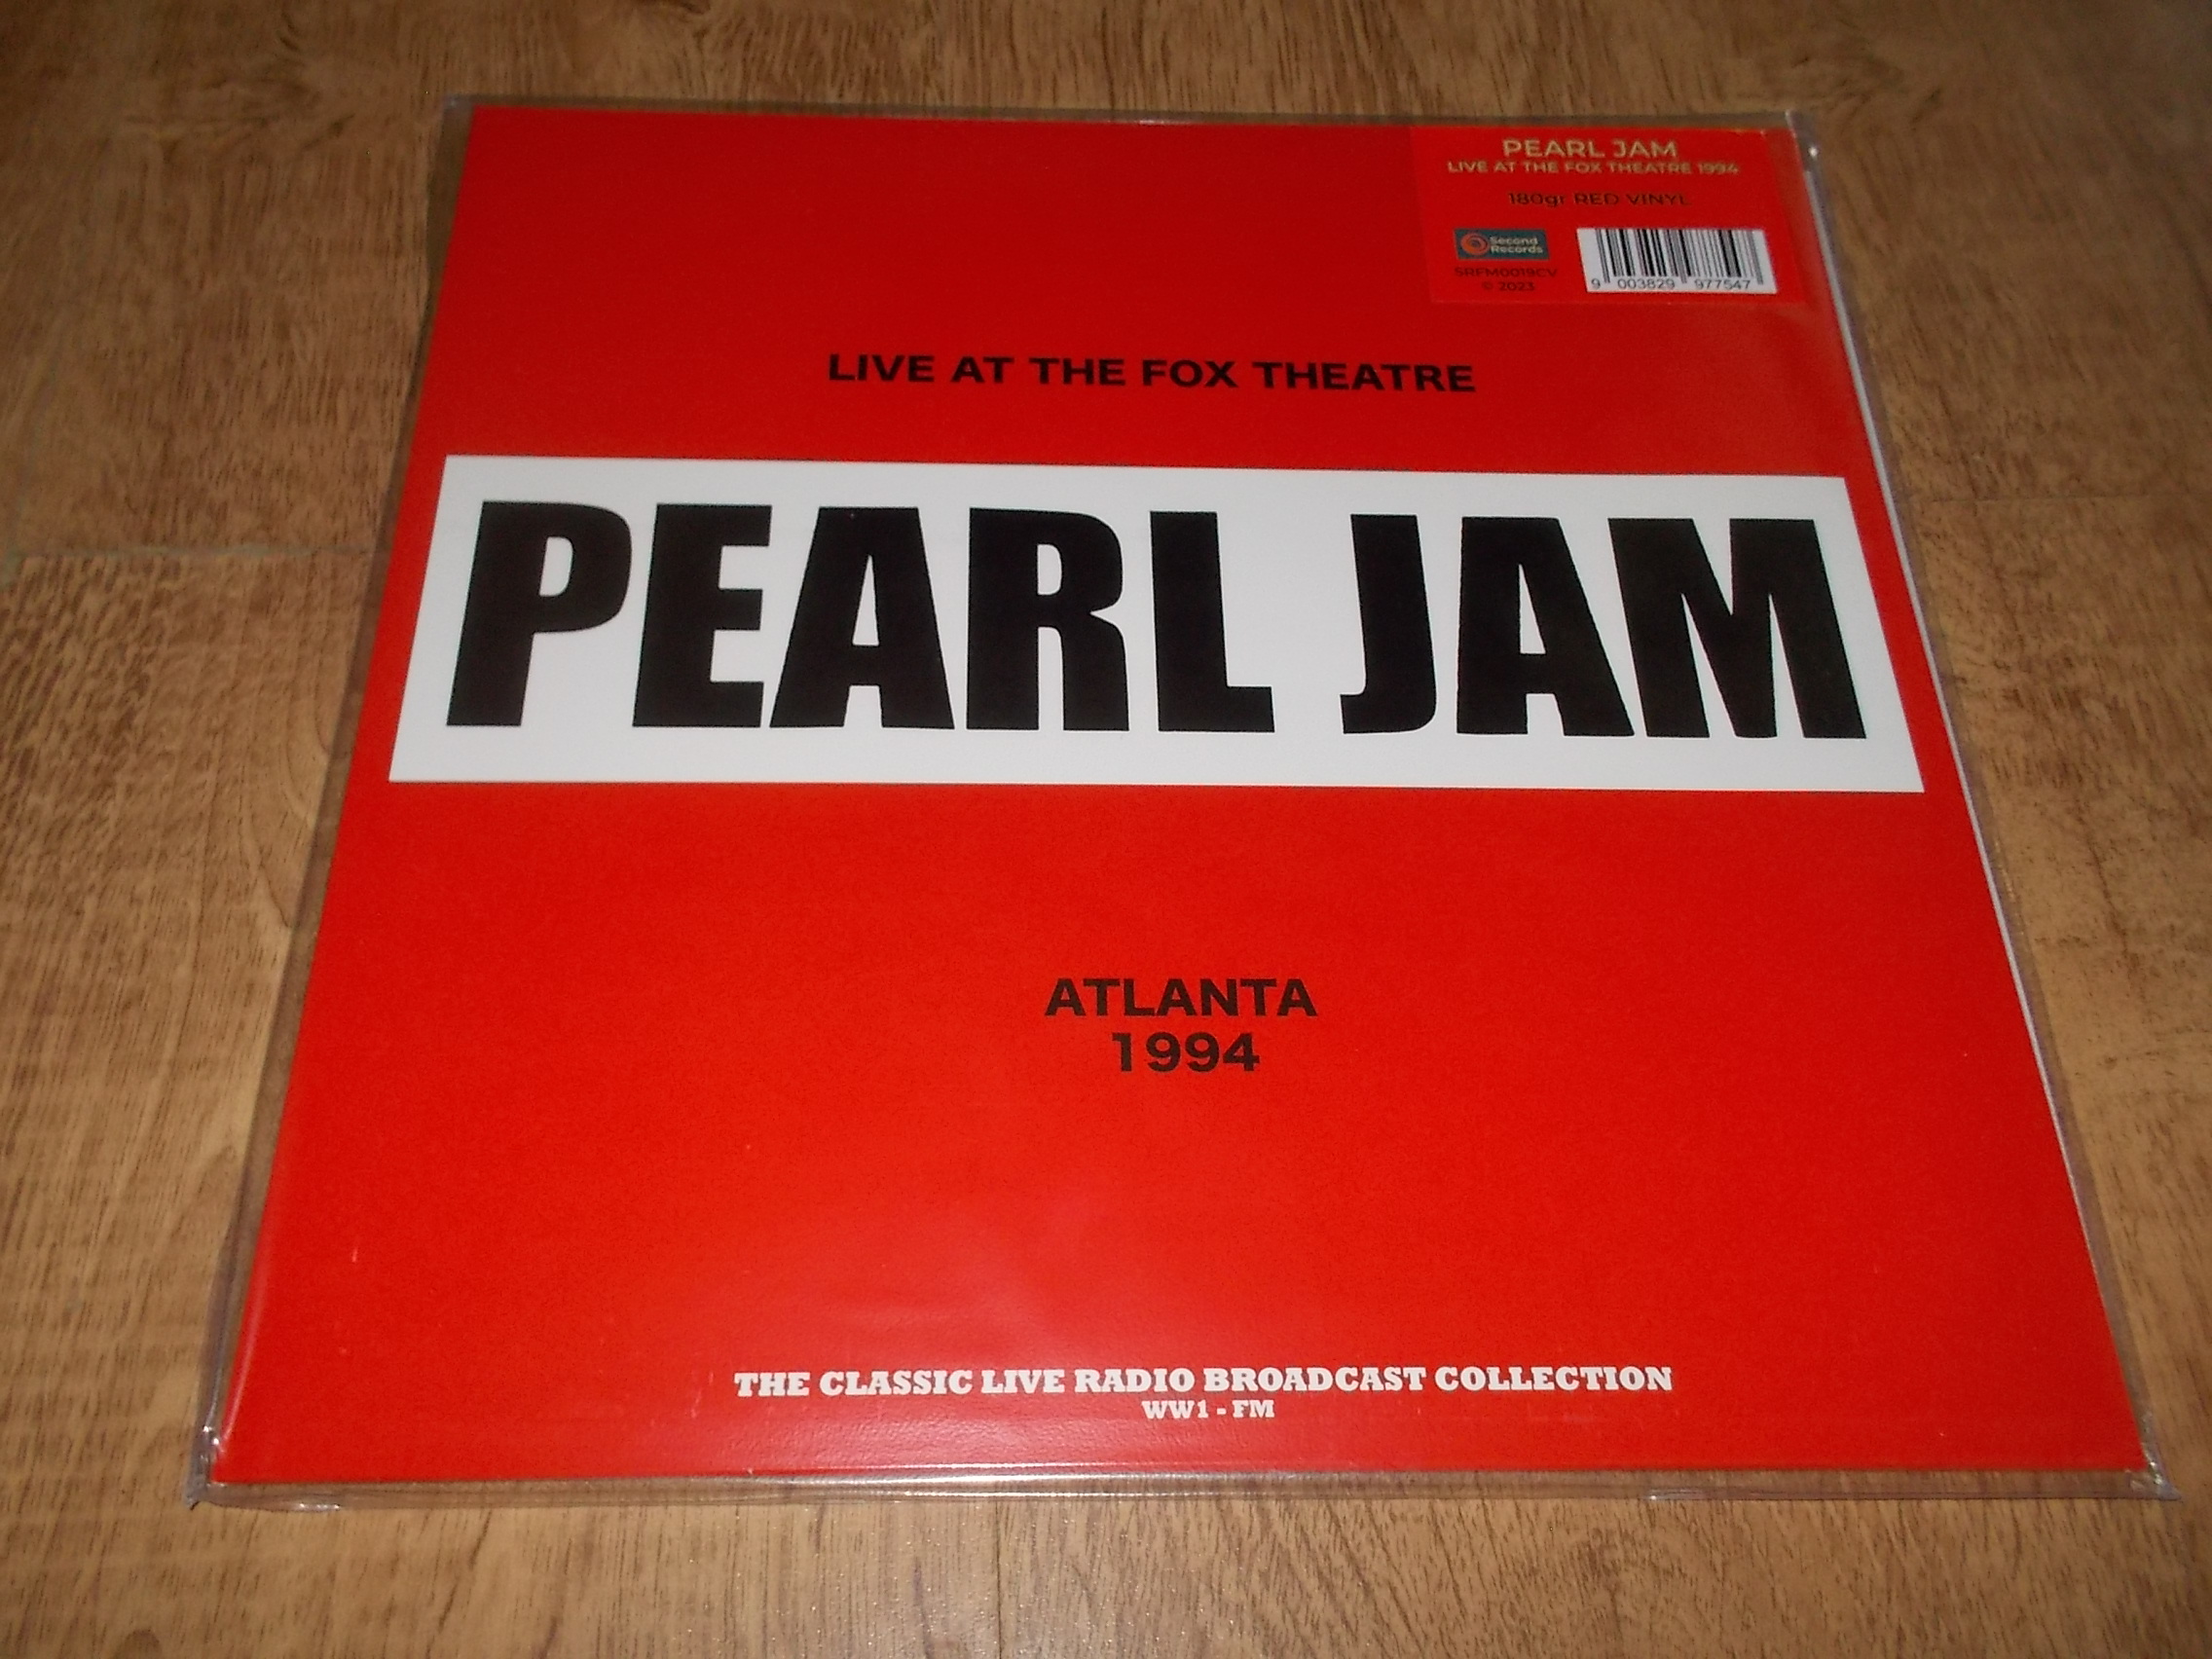 PEARL JAM
LIVE AT THE FOX THEATRE 1994
180gr RED VINYL
Second
Records
SRFM0019CV
© 2023
9 003829 977547
LIVE AT THE FOX THEATRE
PEARL JAM
ATLANTA
1994
THE CLASSIC LIVE RADIO BROADCAST COLLECTION
WW1 - FM